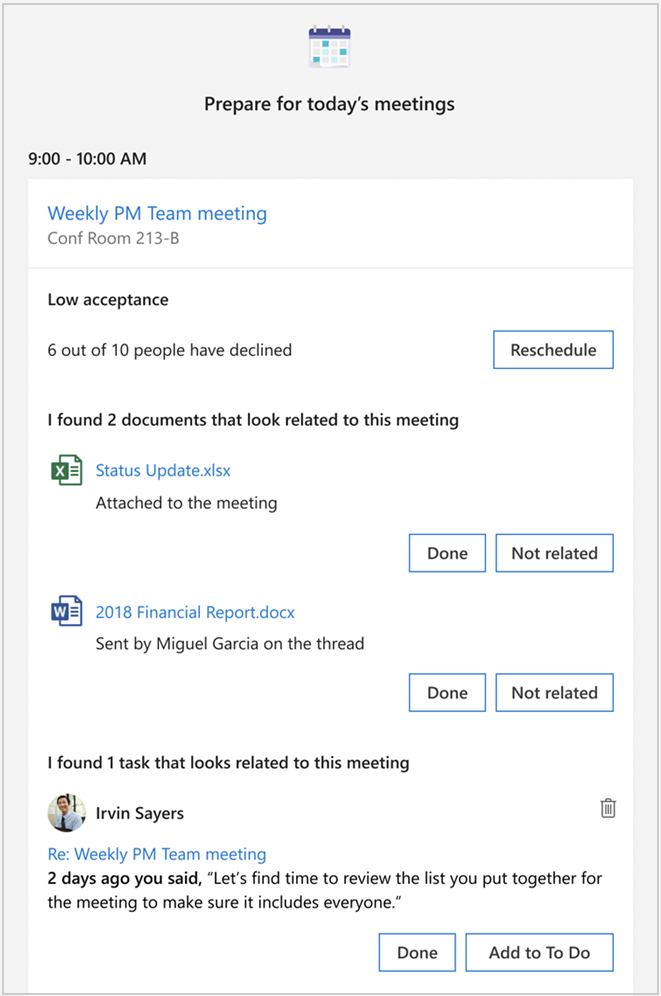 Prepare for today's meetings
9:00 - 10:00 AM
Weekly PM Team meeting
Conf Room 213-B
Low acceptance
6 out of 10 people have declined
Reschedule
I found 2 documents that look related to this meeting
Status Update.xlsx
Attached to the meeting
Done
Not related
2018 Financial Report.docx
Sent by Miguel Garcia on the thread
Done
Not related
I found 1 task that looks related to this meeting
Irvin Sayers
Re: Weekly PM Team meeting
2 days ago you said, “Let's find time to review the list you put together for
the meeting to make sure it includes everyone.“
Done
Add to To Do